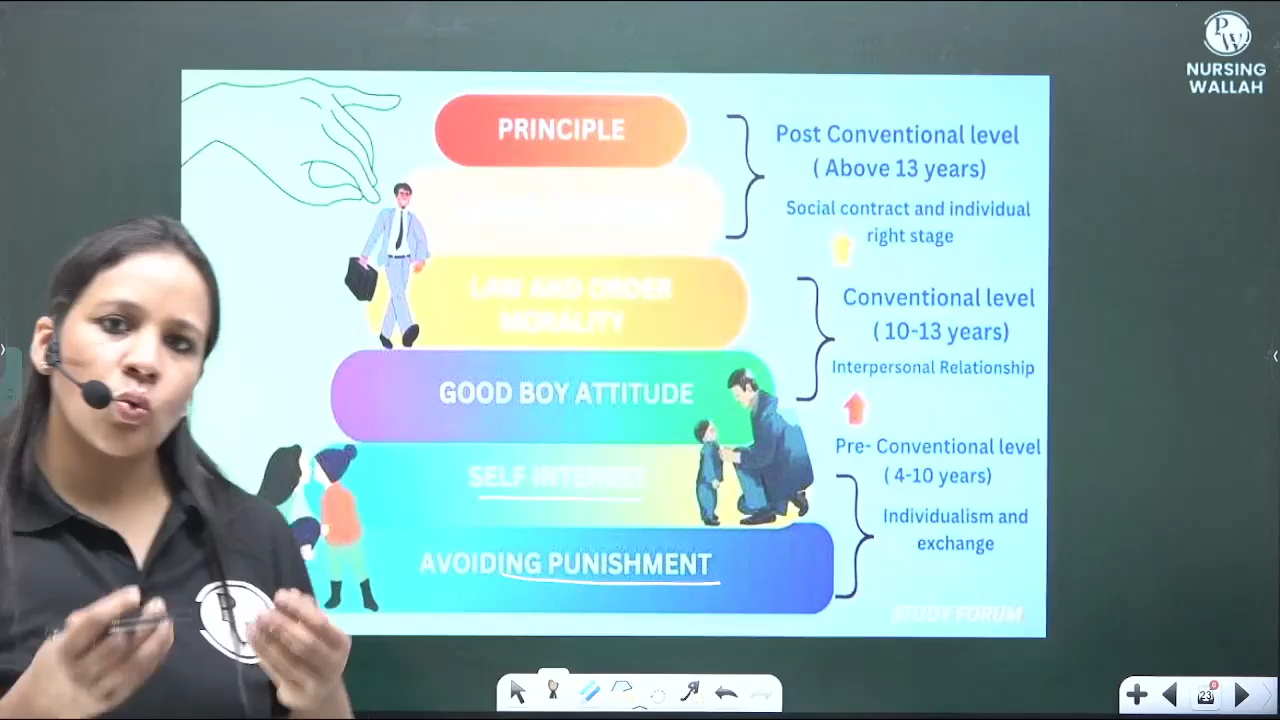 PW
NURSING
WALLAH
PRINCIPLE
Post Conventional level
( Above 13 years)
Social contract and individual
right stage
LAW AND ORDER
MORALITY
Conventional level
( 10-13 years)
Interpersonal Relationship
GOOD BOY ATTITUDE
Pre- Conventional level
( 4-10 years)
SELF INTEREST
Individualism and
exchange
AVOIDING PUNISHMENT
STUDY FORUM
23